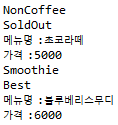 NonCoffee
SoldOut
메뉴명 :초코라떼
가격 :5000
Smoothie
Best
메뉴명 :블루베리스무디
가격 :6000